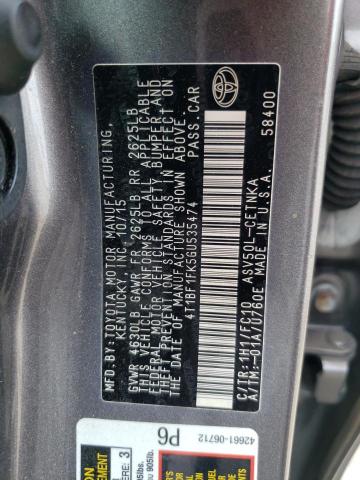 MFD.BY: TOYOTA MOTOR MANUFACTURING,
KENTUCKY, INC. 10/15
GVWR 4630LB GAWR FR 2625LB RR 2625LB
THIS VEHICLE CONFORMS TO ALL APPLICABLE
FEDERAL MOTOR VEHICLE SAFETY, BUMPER, AND
THEFT PREVENTION STANDARDS IN EFFECT ON
THE DATE OF MANUFACTURE SHOWN ABOVE.
4T1BF1FK5GU535474 PASS.CAR
C/TR: 1H1/FC10 ASV50L-CETNKA
A/TM: -01A/U760E MADE IN U.S.A.
58400
42661-06712
P6